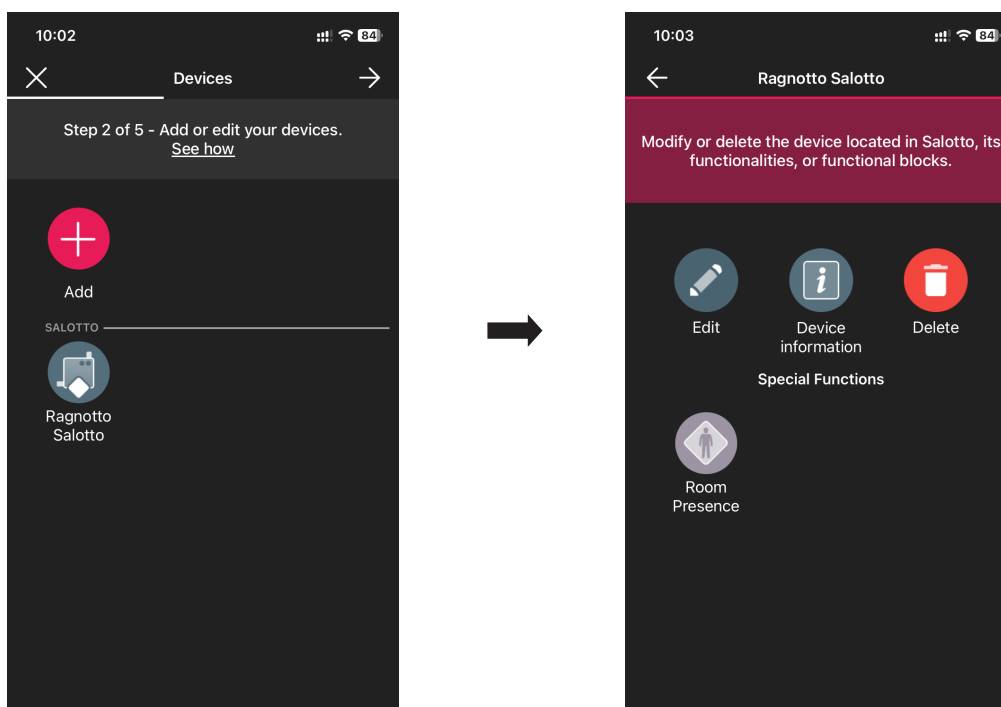 10:02
84
Devices
Step 2 of 5 - Add or edit your devices.
See how
Add
SALOTTO
Ragnotto
Salotto
10:03
84
Ragnotto Salotto
Modify or delete the device located in Salotto, its
functionalities, or functional blocks.
Edit
Device
information
Delete
Special Functions
Room
Presence